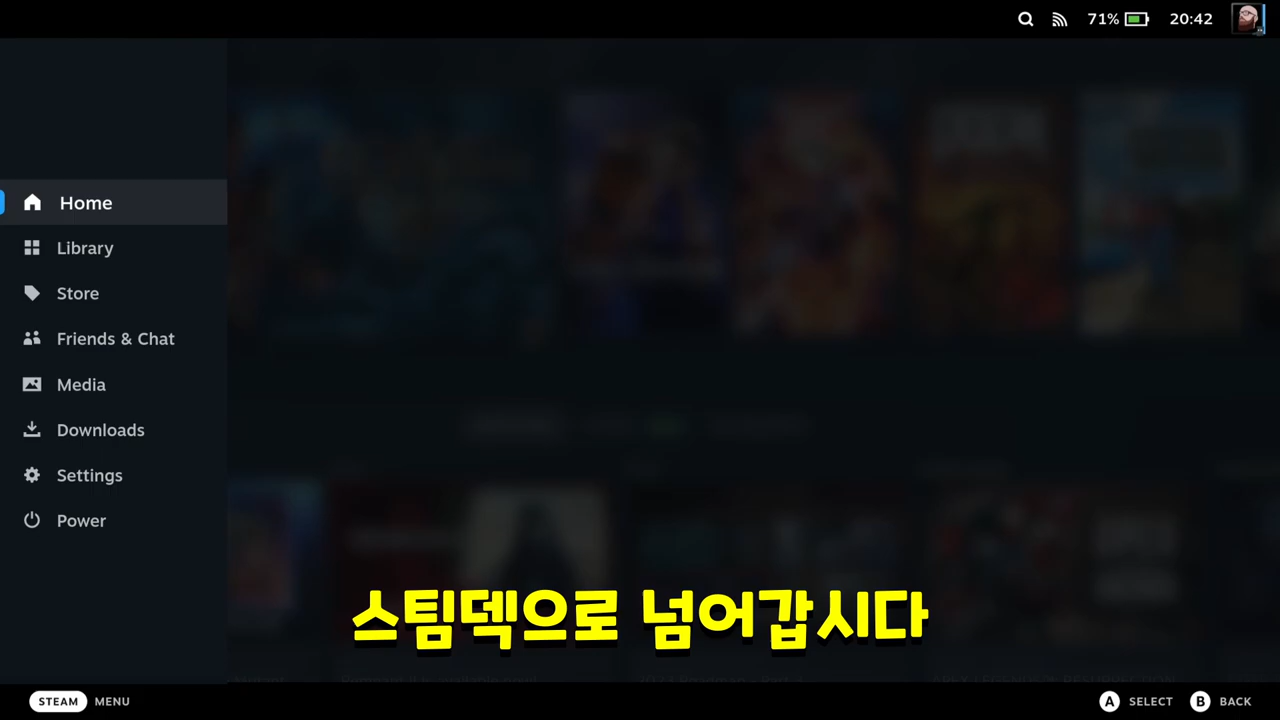 71%
20:42
Home
Library
Store
Friends & Chat
Media
Downloads
Settings
Power
스팀덱으로 넘어갑시다
STEAM MENU
A SELECT B BACK